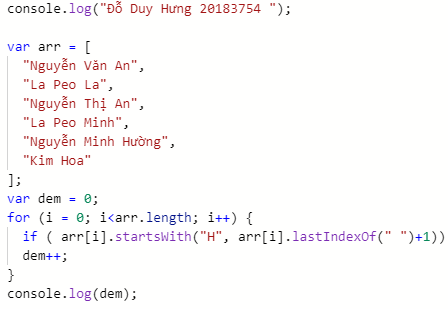 console.log("Đỗ Duy Hưng 20183754 ");
var arr = [
"Nguyễn Văn An",
"La Peo La",
"Nguyễn Thị An",
"La Peo Minh",
"Nguyễn Minh Hường",
"Kim Hoa"
];
var dem = 0;
for (i = 0; i<arr.length; i++) {
if ( arr[i].startsWith("H", arr[i].lastIndexOf(" ")+1))
dem++;
}
console.log(dem);